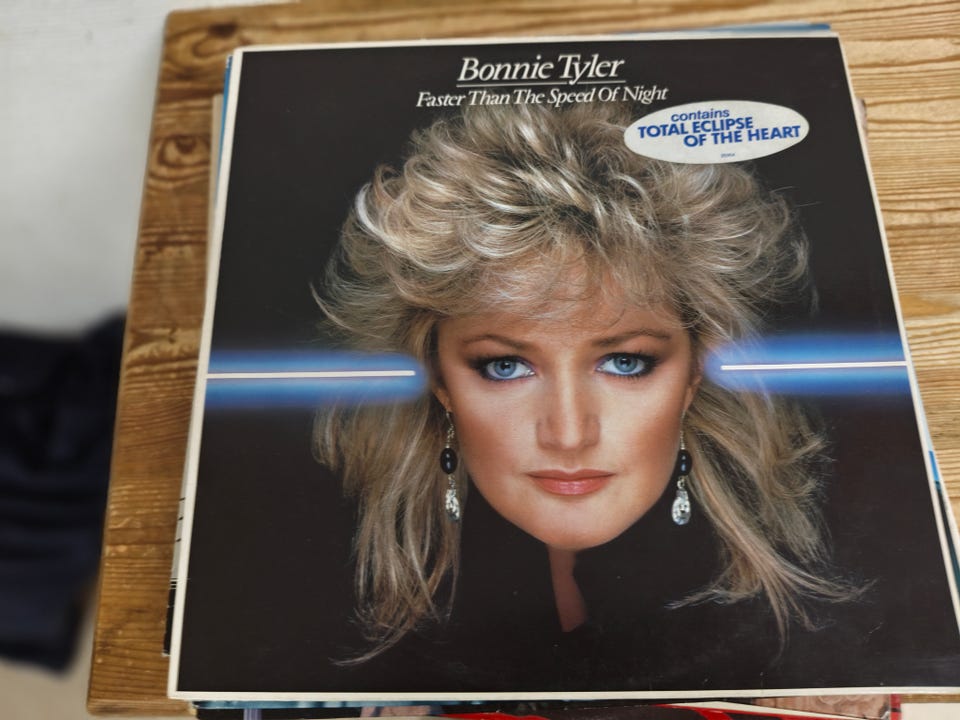 Bonnie Tyler
Faster Than The Speed Of Night
contains
TOTAL ECLIPSE
OF THE HEART